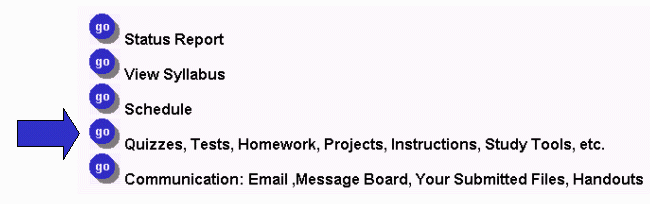 go
Status Report
go
View Syllabus
go
Schedule
go
Quizzes, Tests, Homework, Projects, Instructions, Study Tools, etc.
go
Communication: Email ,Message Board, Your Submitted Files, Handouts